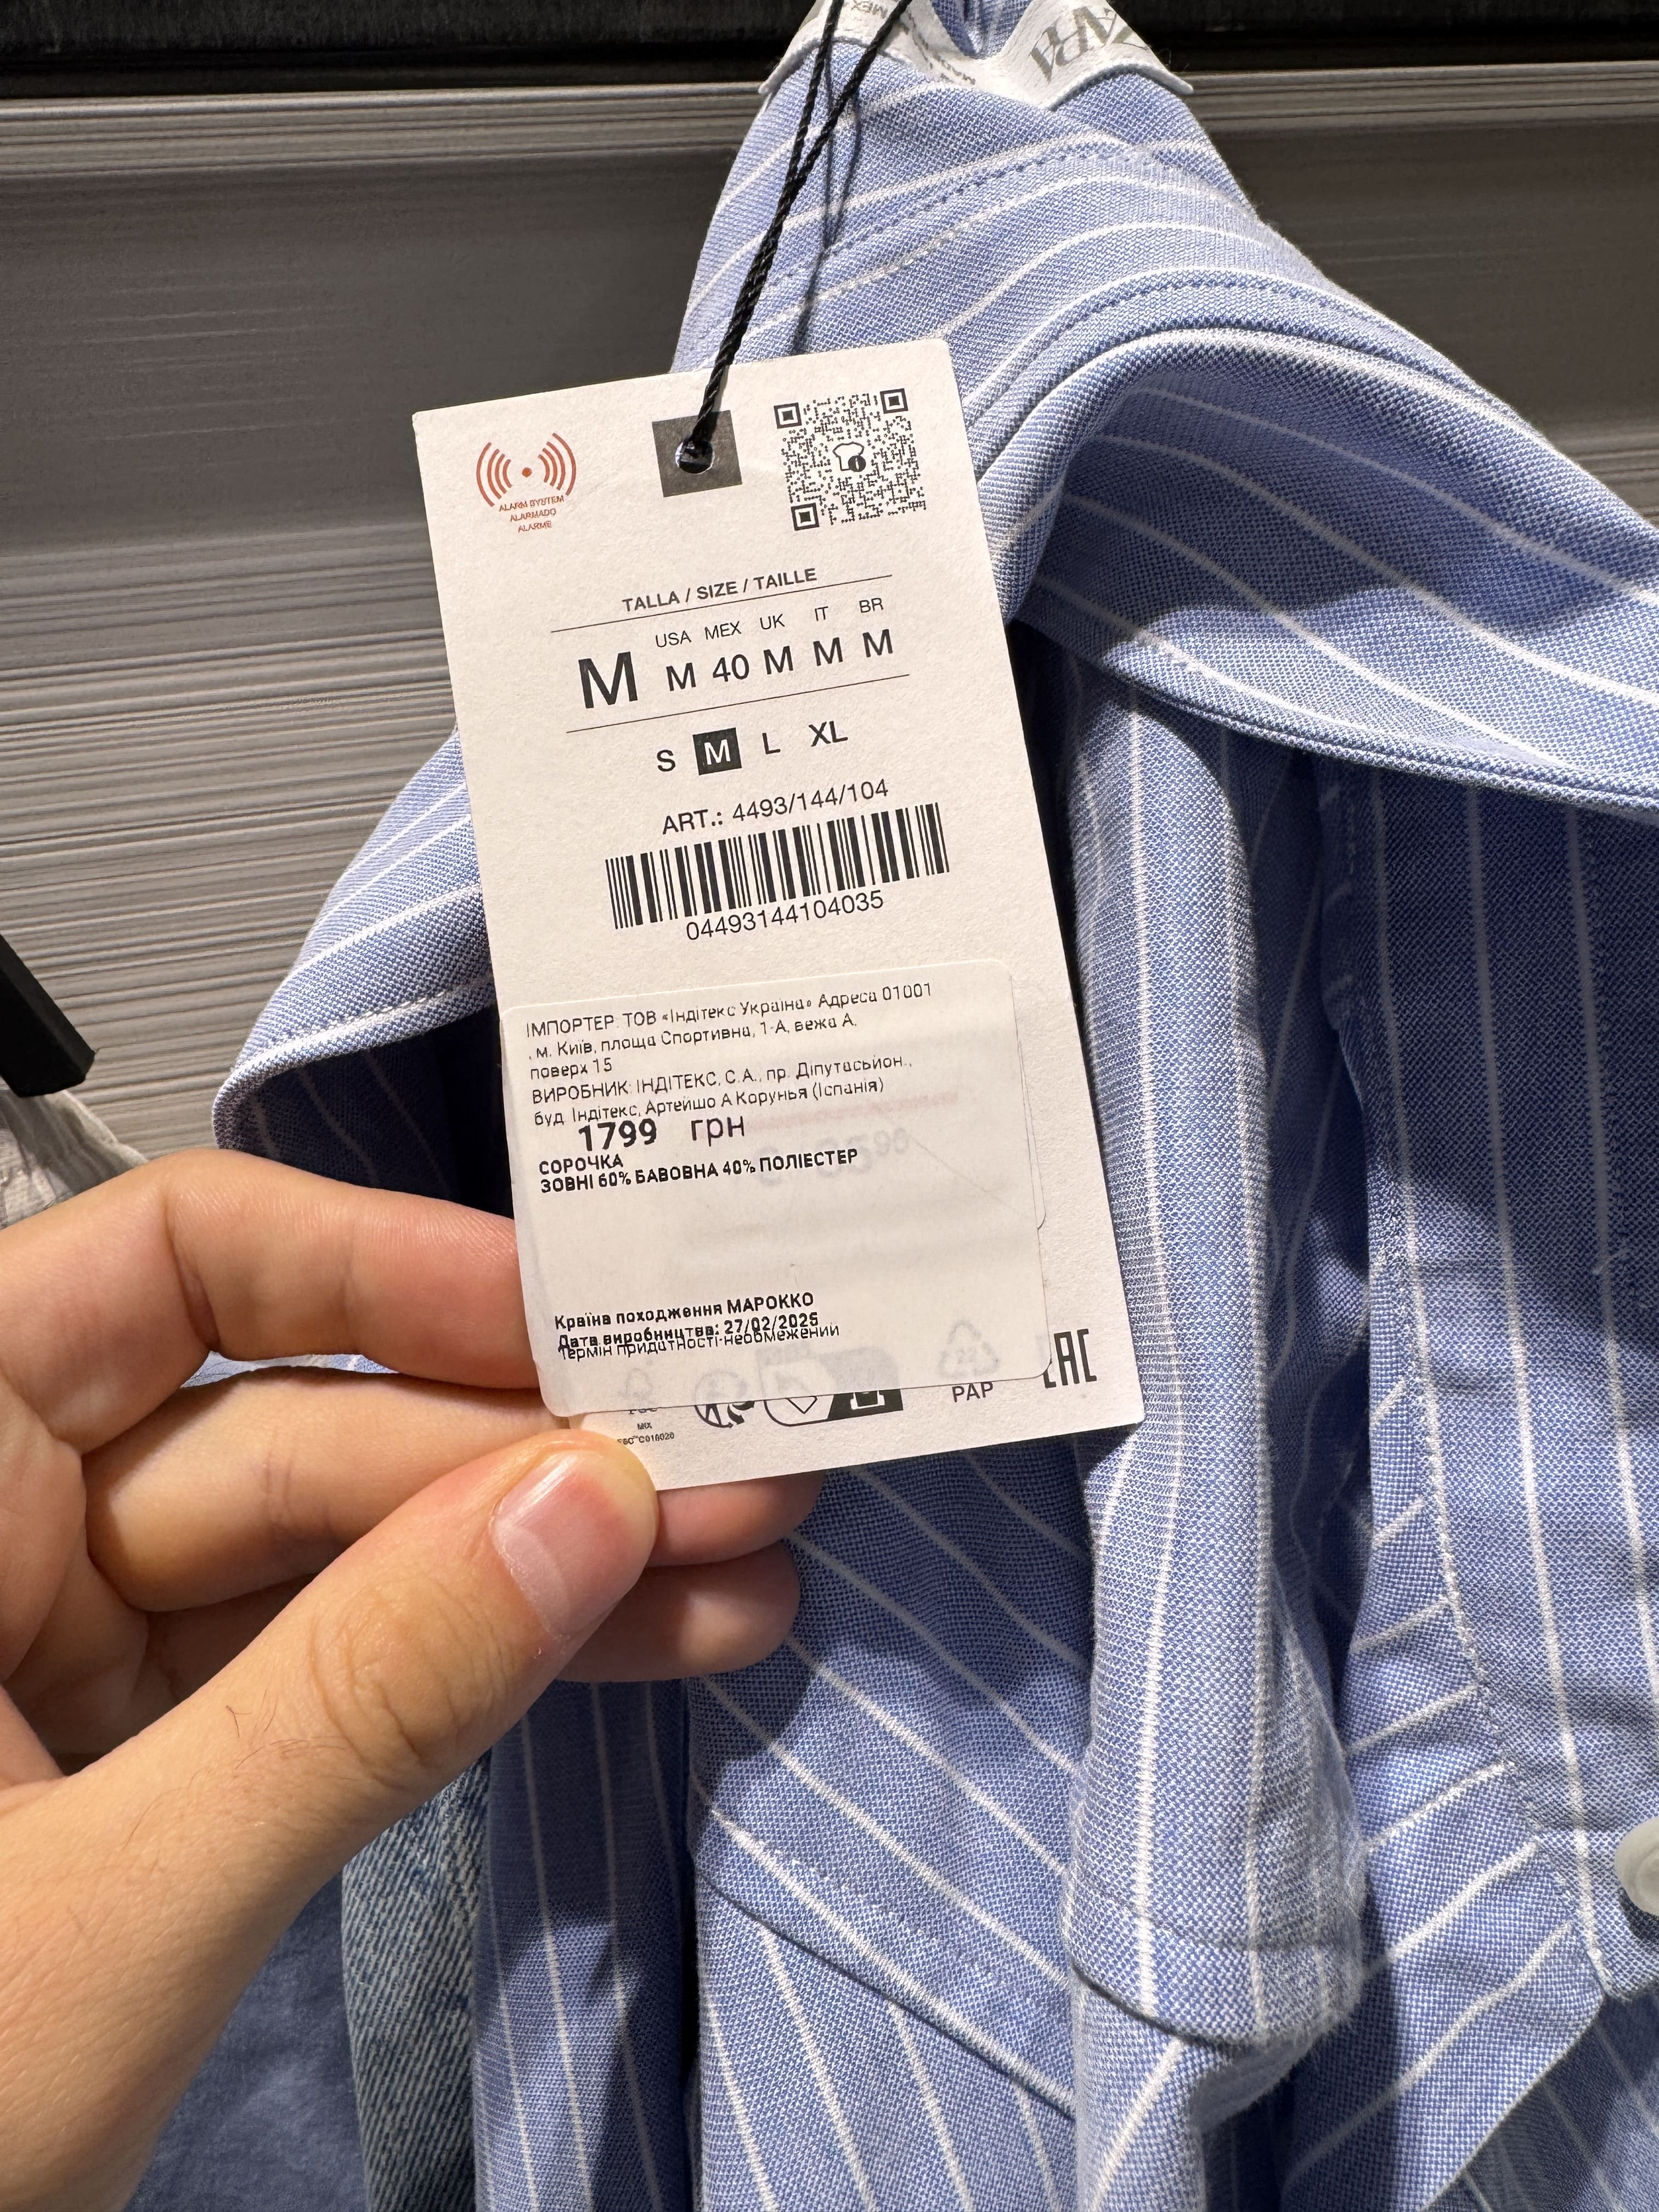 ZARA
ALARM SYSTEM
ALARMADO
ALARME
TALLA / SIZE / TAILLE
USA MEX UK IT BR
M M 40 M M M
S M L XL
ART.: 4493/144/104
04493144104035
ІМПОРТЕР: ТОВ «Індітекс Україна» Адреса 01001
, м. Київ, площа Спортивна, 1-А, вежа А,
поверх 15
ВИРОБНИК: ІНДІТЕКС, С.А., пр. Діпутасьйон.,
буд. Індітекс, Артейшо А Корунья (Іспанія)
1799 грн
СОРОЧКА
ЗОВНІ 60% БАВОВНА 40% ПОЛІЕСТЕР
Країна походження МАРОККО
Дата виробництва: 27/02/2025
Термін придатності-необмежений
MIX
PAP
EAC